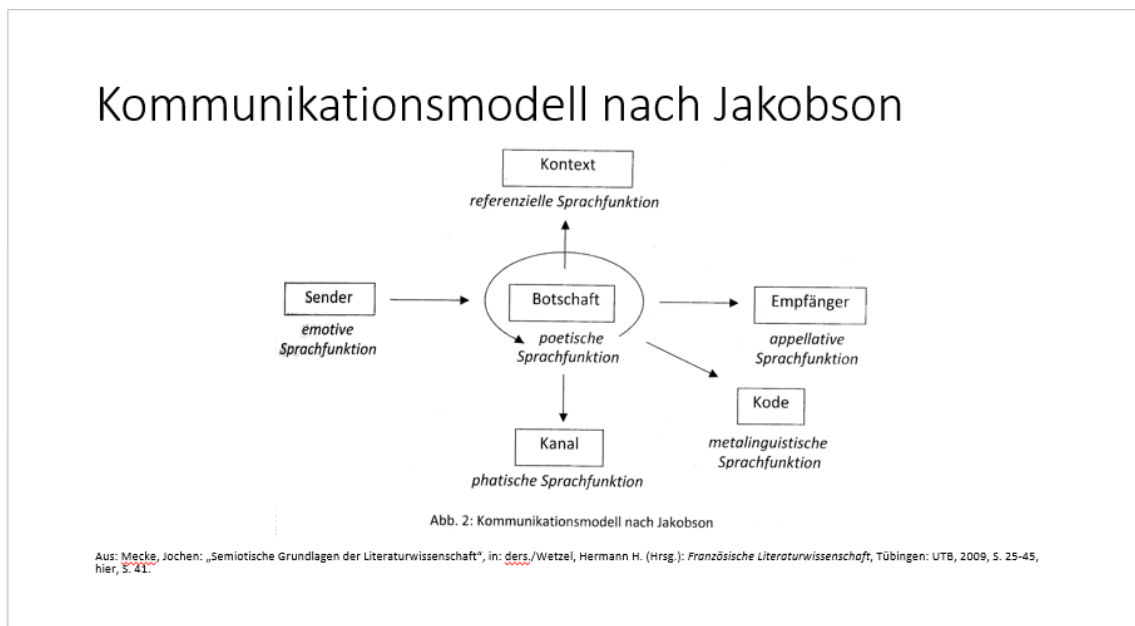 Kommunikationsmodell nach Jakobson
Kontext
referenzielle Sprachfunktion
Sender
emotive
Sprachfunktion
Botschaft
poetische
Sprachfunktion
Empfänger
appellative
Sprachfunktion
Kode
metalinguistische
Sprachfunktion
Kanal
phatische Sprachfunktion
Abb. 2: Kommunikationsmodell nach Jakobson
Aus: Mecke, Jochen: „Semiotische Grundlagen der Literaturwissenschaft“, in: ders./Wetzel, Hermann H. (Hrsg.): Französische Literaturwissenschaft, Tübingen: UTB, 2009, S. 25-45,
hier, S. 41.